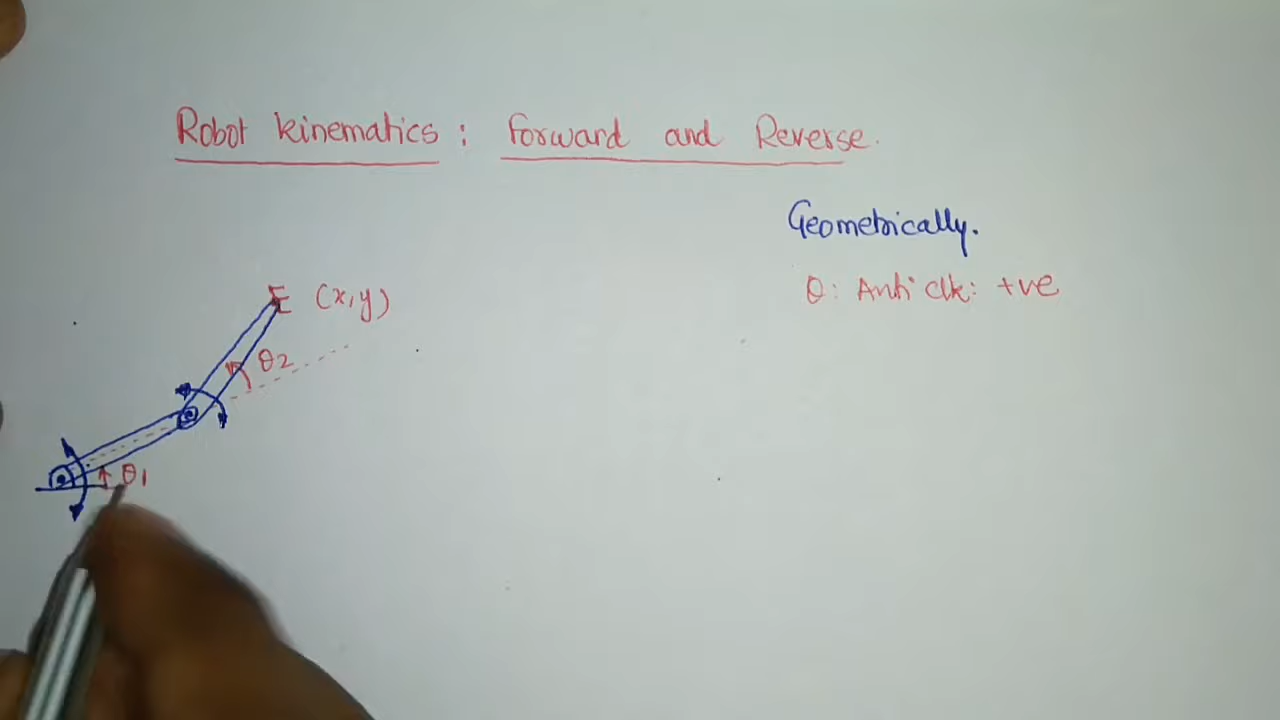 Robot kinematics: Forward and Reverse.
Geometrically.
θ: Anti clk: +ve
(x,y)
θ2
θ1